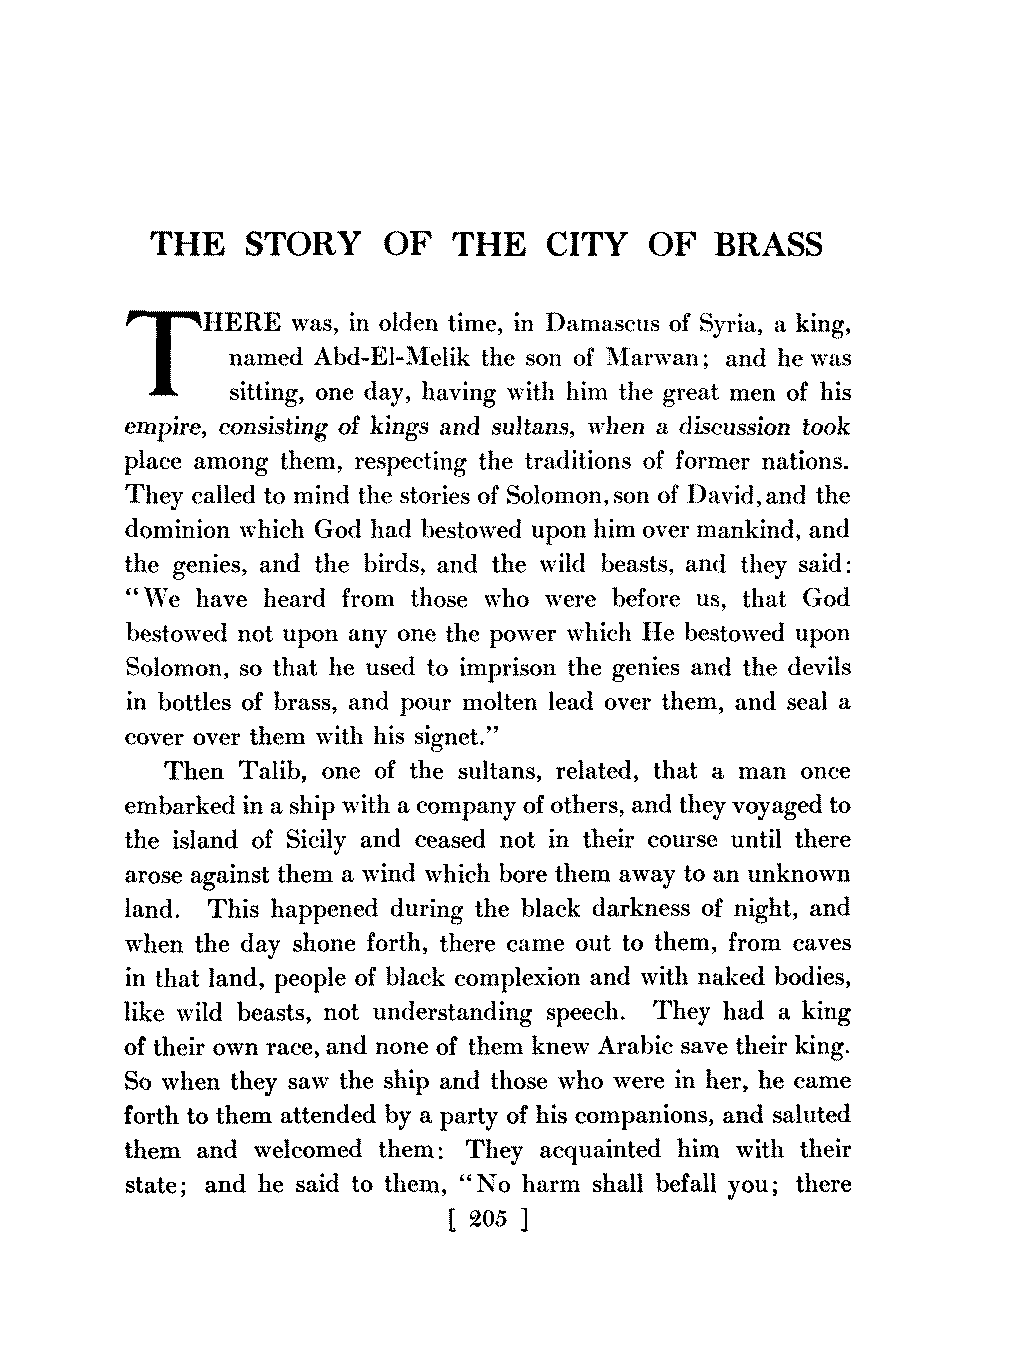 THE STORY OF THE CITY OF BRASS
THERE was, in olden time, in Damascus of Syria, a king,
named Abd-El-Melik the son of Marwan; and he was
sitting, one day, having with him the great men of his
empire, consisting of kings and sultans, when a discussion took
place among them, respecting the traditions of former nations.
They called to mind the stories of Solomon, son of David, and the
dominion which God had bestowed upon him over mankind, and
the genies, and the birds, and the wild beasts, and they said:
"We have heard from those who were before us, that God
bestowed not upon any one the power which He bestowed upon
Solomon, so that he used to imprison the genies and the devils
in bottles of brass, and pour molten lead over them, and seal a
cover over them with his signet."
Then Talib, one of the sultans, related, that a man once
embarked in a ship with a company of others, and they voyaged to
the island of Sicily and ceased not in their course until there
arose against them a wind which bore them away to an unknown
land. This happened during the black darkness of night, and
when the day shone forth, there came out to them, from caves
in that land, people of black complexion and with naked bodies,
like wild beasts, not understanding speech. They had a king
of their own race, and none of them knew Arabic save their king.
So when they saw the ship and those who were in her, he came
forth to them attended by a party of his companions, and saluted
them and welcomed them: They acquainted him with their
state; and he said to them, "No harm shall befall you; there
[ 205 ]